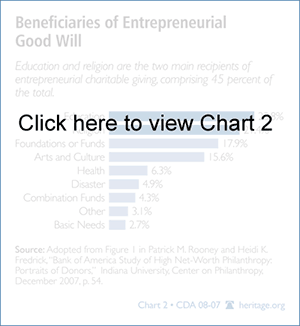 Beneficiaries of Entrepreneurial
Good Will
Education and religion are the two main recipients of
entrepreneurial charitable giving, comprising 45 percent of
the total.
Click here to view Chart 2
Foundations or Funds 17.9%
Arts and Culture 15.6%
Health 6.3%
Disaster 4.9%
Combination Funds 4.3%
Other 3.1%
Basic Needs 2.7%
Source: Adopted from Figure 1 in Patrick M. Rooney and Heidi K.
Fredrick, "Bank of America Study of High Net-Worth Philanthropy:
Portraits of Donors," Indiana University, Center on Philanthropy,
December 2007, p. 54.
Chart 2 • CDA 08-07 heritage.org